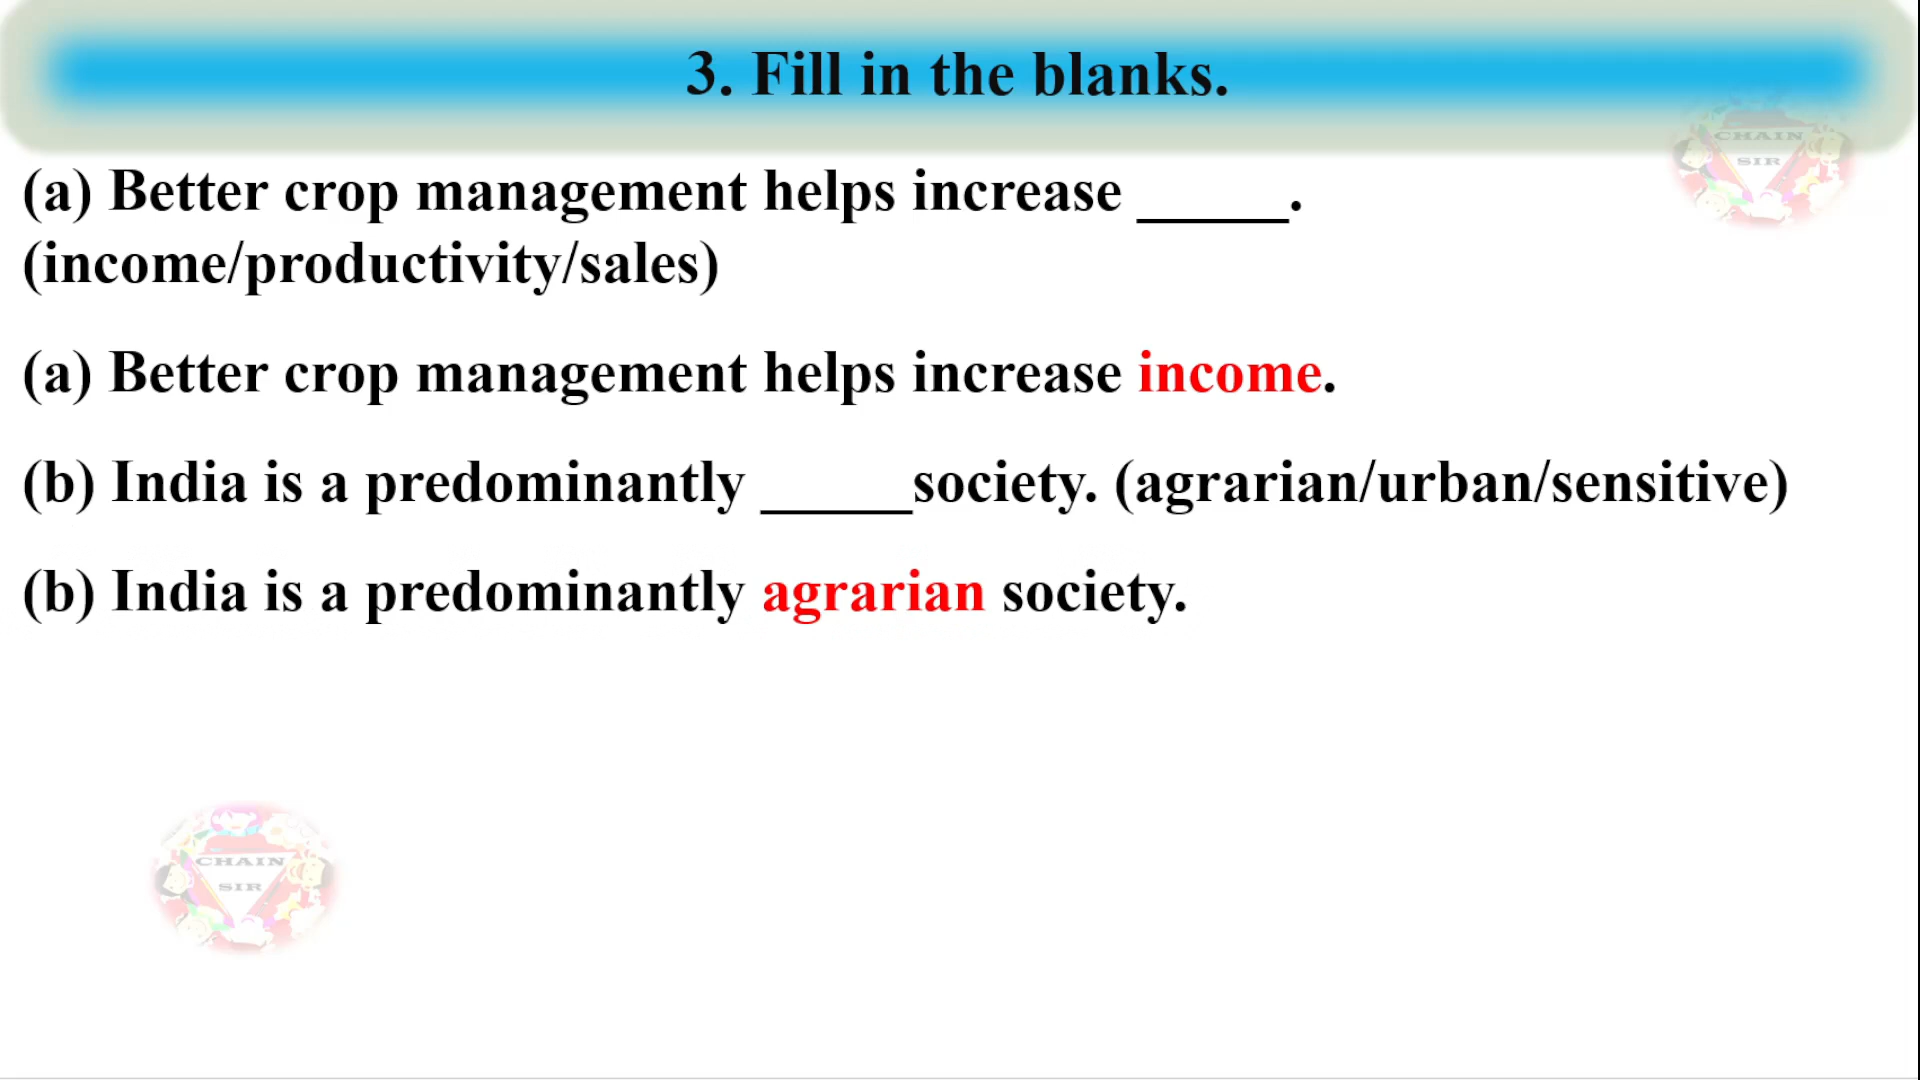 3. Fill in the blanks.
CHAIN
SIR
(a) Better crop management helps increase _____.
(income/productivity/sales)
(a) Better crop management helps increase income.
(b) India is a predominantly _____society. (agrarian/urban/sensitive)
(b) India is a predominantly agrarian society.
CHAIN
SIR